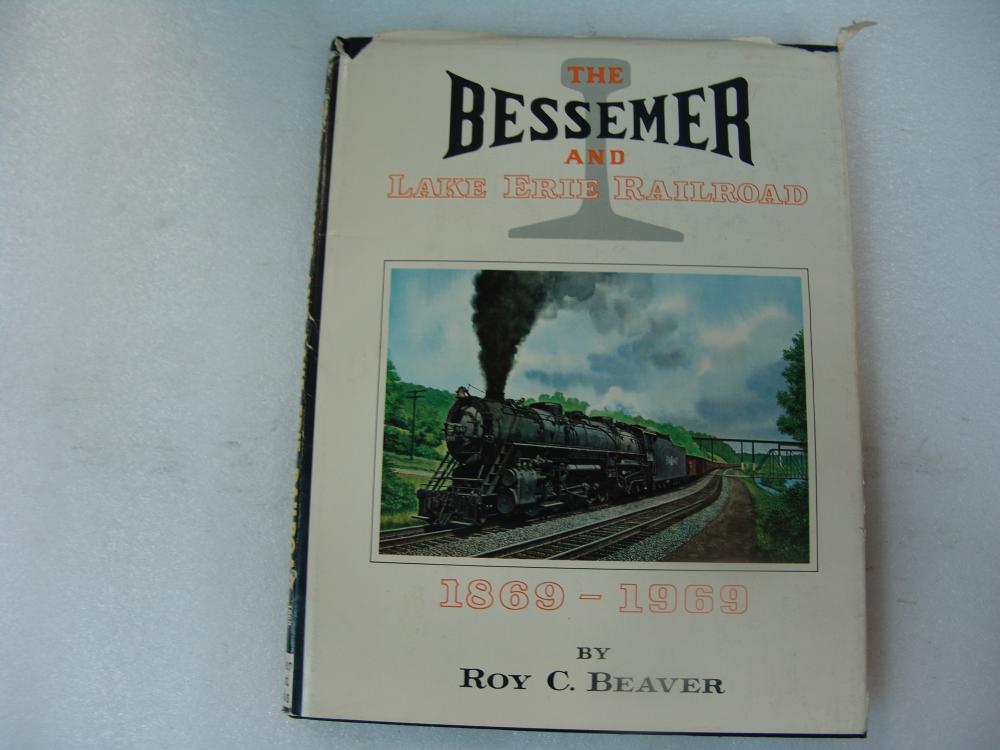 THE
BESSEMER
AND
LAKE ERIE RAILROAD
1869 - 1969
BY
ROY C. BEAVER